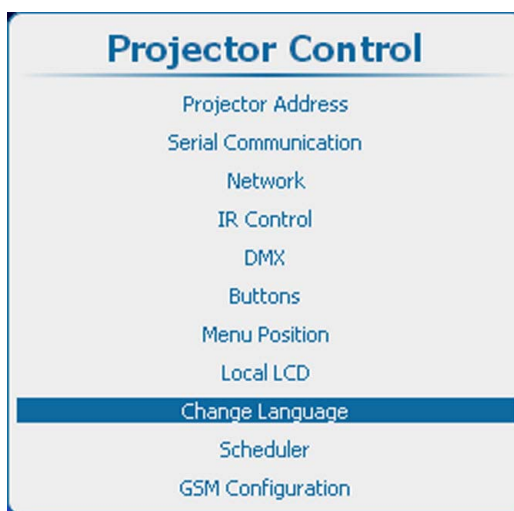 Projector Control
Projector Address
Serial Communication
Network
IR Control
DMX
Buttons
Menu Position
Local LCD
Change Language
Scheduler
GSM Configuration